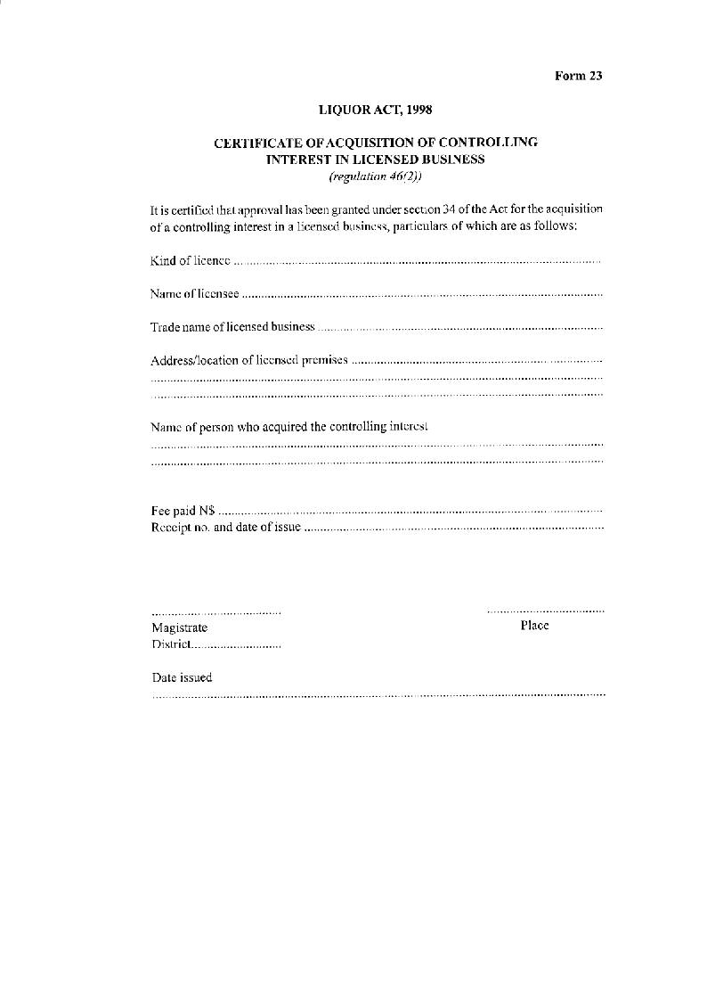 Form 23
LIQUOR ACT, 1998
CERTIFICATE OF ACQUISITION OF CONTROLLING
INTEREST IN LICENSED BUSINESS
(regulation 46(2))
It is certified that approval has been granted under section 34 of the Act for the acquisition
of a controlling interest in a licensed business, particulars of which are as follows:
Kind of licence ....................
Name of licensee ....................
Trade name of licensed business ....................
Address/location of licensed premises ....................
....................
....................
Name of person who acquired the controlling interest
....................
....................
Fee paid N$ ....................
Receipt no. and date of issue ....................
.................... ....................
Magistrate Place
District....................
Date issued
....................